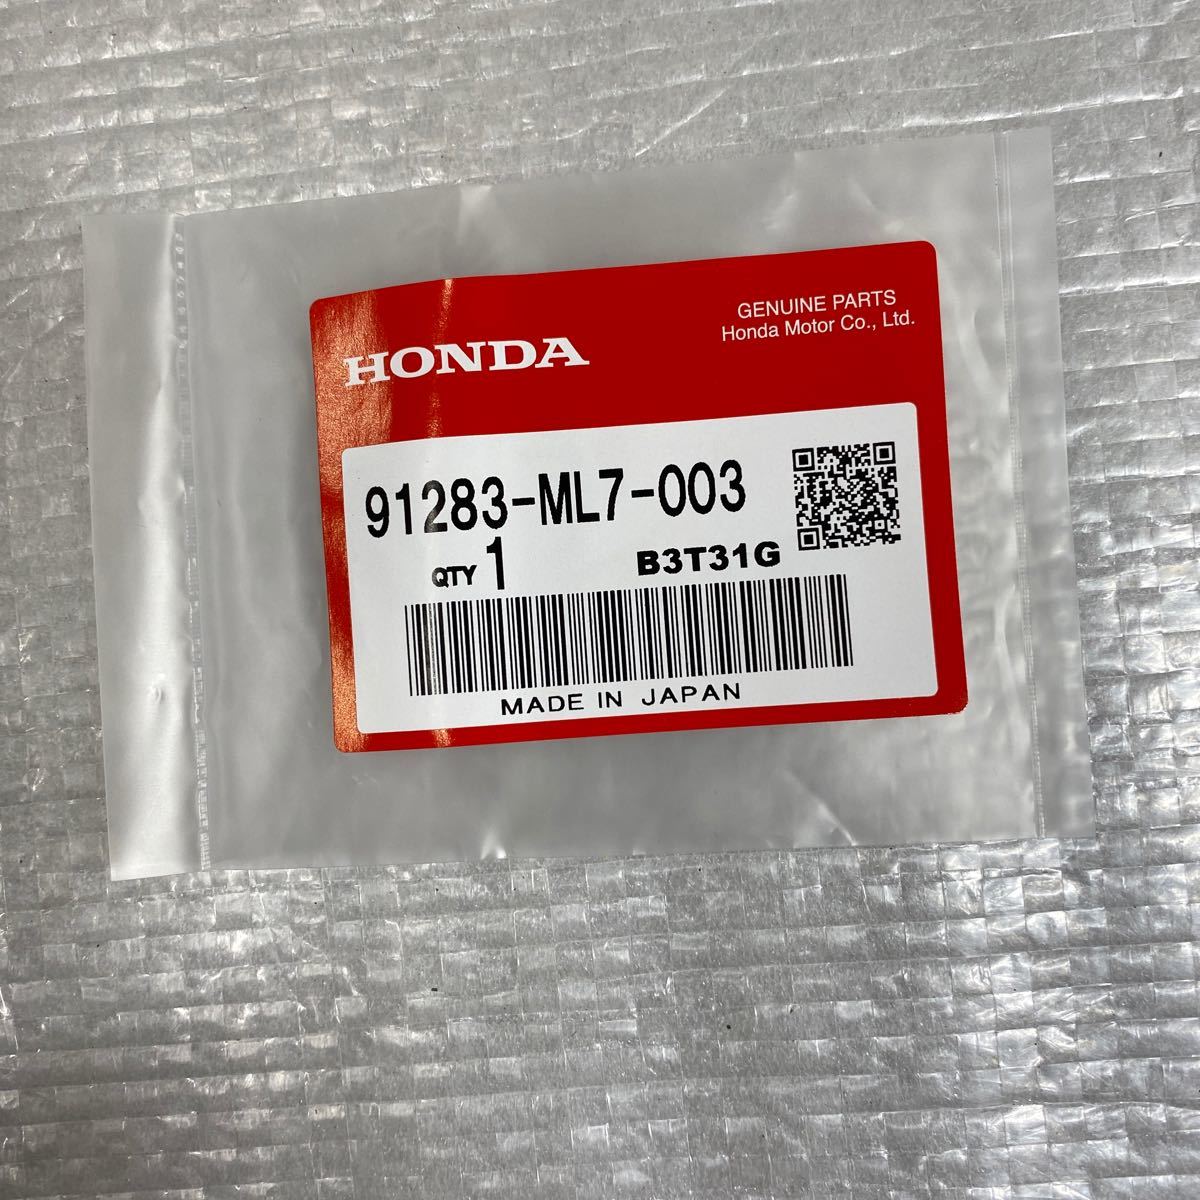 GENUINE PARTS
Honda Motor Co., Ltd.
HONDA
91283-ML7-003
QTY 1 B3T31G
MADE IN JAPAN